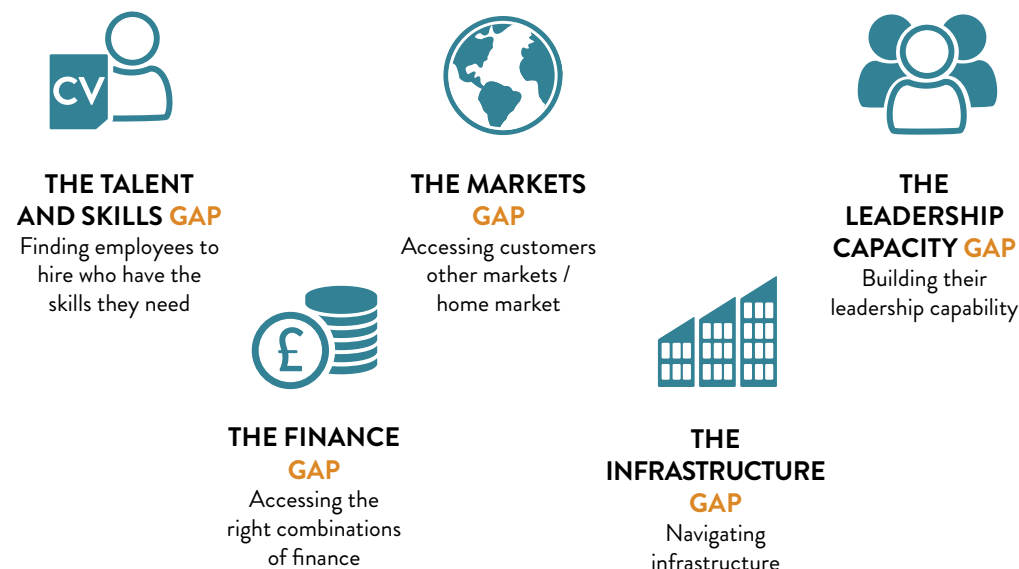 CV
THE TALENT
AND SKILLS GAP
Finding employees to
hire who have the
skills they need
£
THE FINANCE
GAP
Accessing the
right combinations
of finance
THE MARKETS
GAP
Accessing customers
other markets /
home market
THE
INFRASTRUCTURE
GAP
Navigating
infrastructure
THE
LEADERSHIP
CAPACITY GAP
Building their
leadership capability